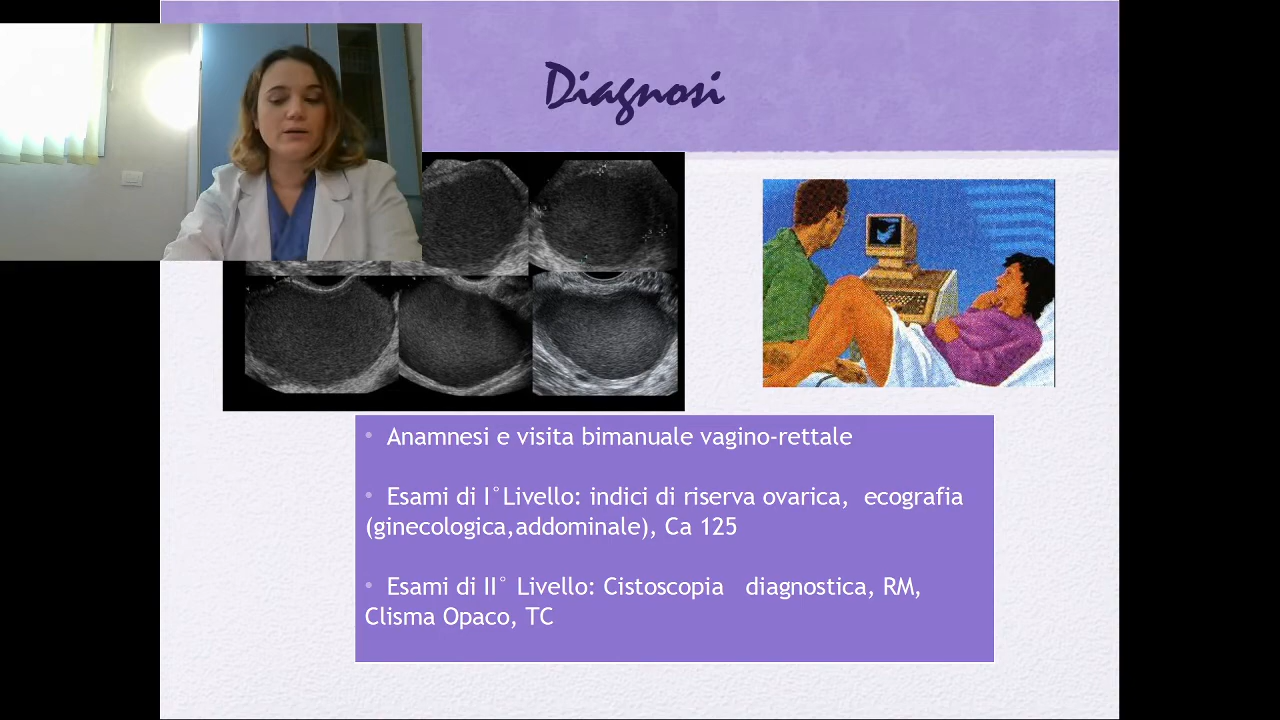 Diagnosi
• Anamnesi e visita bimanuale vagino-rettale
• Esami di I°Livello: indici di riserva ovarica, ecografia
(ginecologica,addominale), Ca 125
• Esami di II° Livello: Cistoscopia diagnostica, RM,
Clisma Opaco, TC